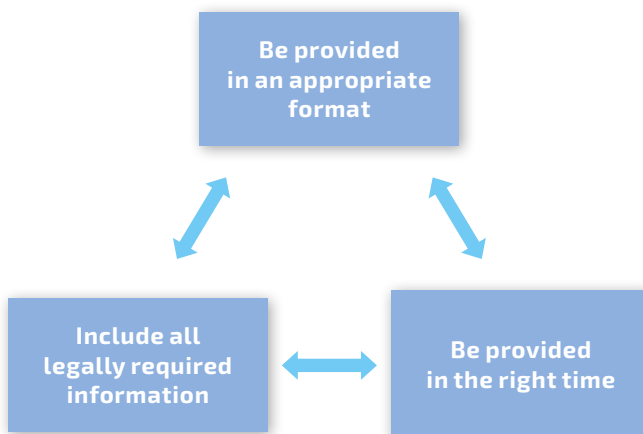 Be provided
in an appropriate
format
Include all
legally required
information
Be provided
in the right time